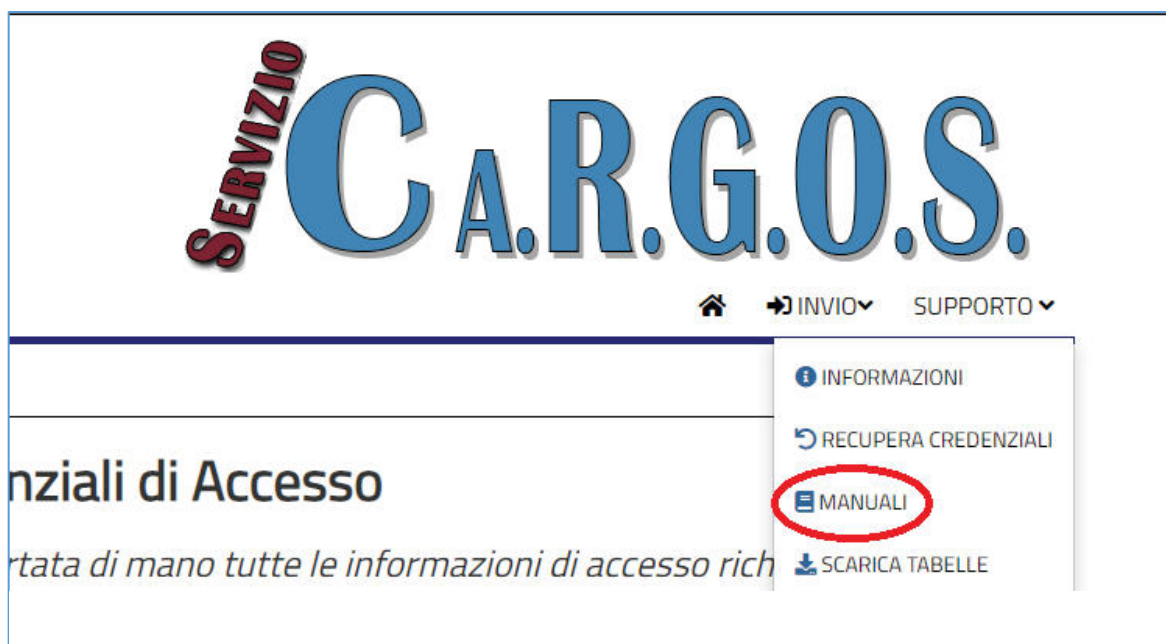 SERVIZIO
CA.R.G.O.S.
INVIO SUPPORTO
INFORMAZIONI
RECUPERA CREDENZIALI
nziali di Accesso
MANUALI
rtata di mano tutte le informazioni di accesso rich
SCARICA TABELLE